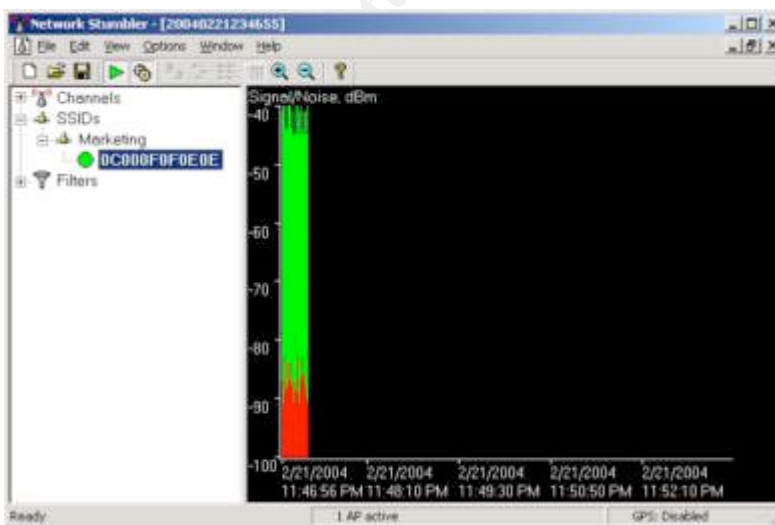 Network Stumbler - [20040221234655]
File Edit View Options Window Help
Channels
SSIDs
Marketing
0C000F0F0E0E
Filters
Signal/Noise, dBm
-40
-50
-60
-70
-80
-90
-100
2/21/2004 2/21/2004 2/21/2004 2/21/2004 2/21/2004
11:46:56 PM 11:48:10 PM 11:49:30 PM 11:50:50 PM 11:52:10 PM
Ready 1 AP active GPS: Disabled